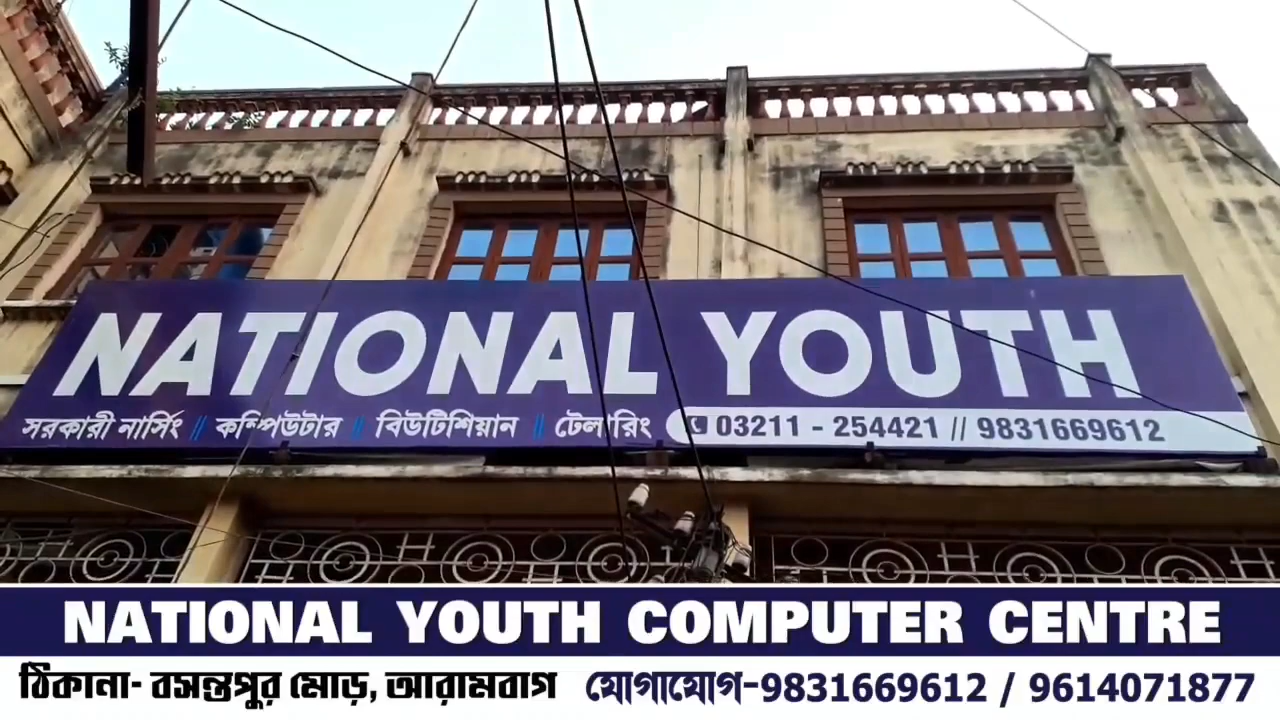 NATIONAL YOUTH
সরকারী নার্সিং // কম্পিউটার // বিউটিশিয়ান // টেলারিং 03211 - 254421 // 9831669612
NATIONAL YOUTH COMPUTER CENTRE
ঠিকানা- বসন্তপুর মোড়, আরামবাগ যোগাযোগ-9831669612 / 9614071877